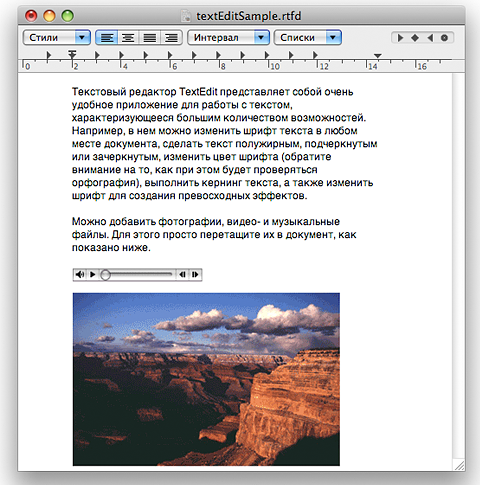 textEditSample.rtfd
Стили Интервал Списки
0 2 4 6 8 10 12 14 16
Текстовый редактор TextEdit представляет собой очень
удобное приложение для работы с текстом,
характеризующееся большим количеством возможностей.
Например, в нем можно изменить шрифт текста в любом
месте документа, сделать текст полужирным, подчеркнутым
или зачеркнутым, изменить цвет шрифта (обратите
внимание на то, как при этом будет проверяться
орфография), выполнить кернинг текста, а также изменить
шрифт для создания превосходных эффектов.
Можно добавить фотографии, видео- и музыкальные
файлы. Для этого просто перетащите их в документ, как
показано ниже.